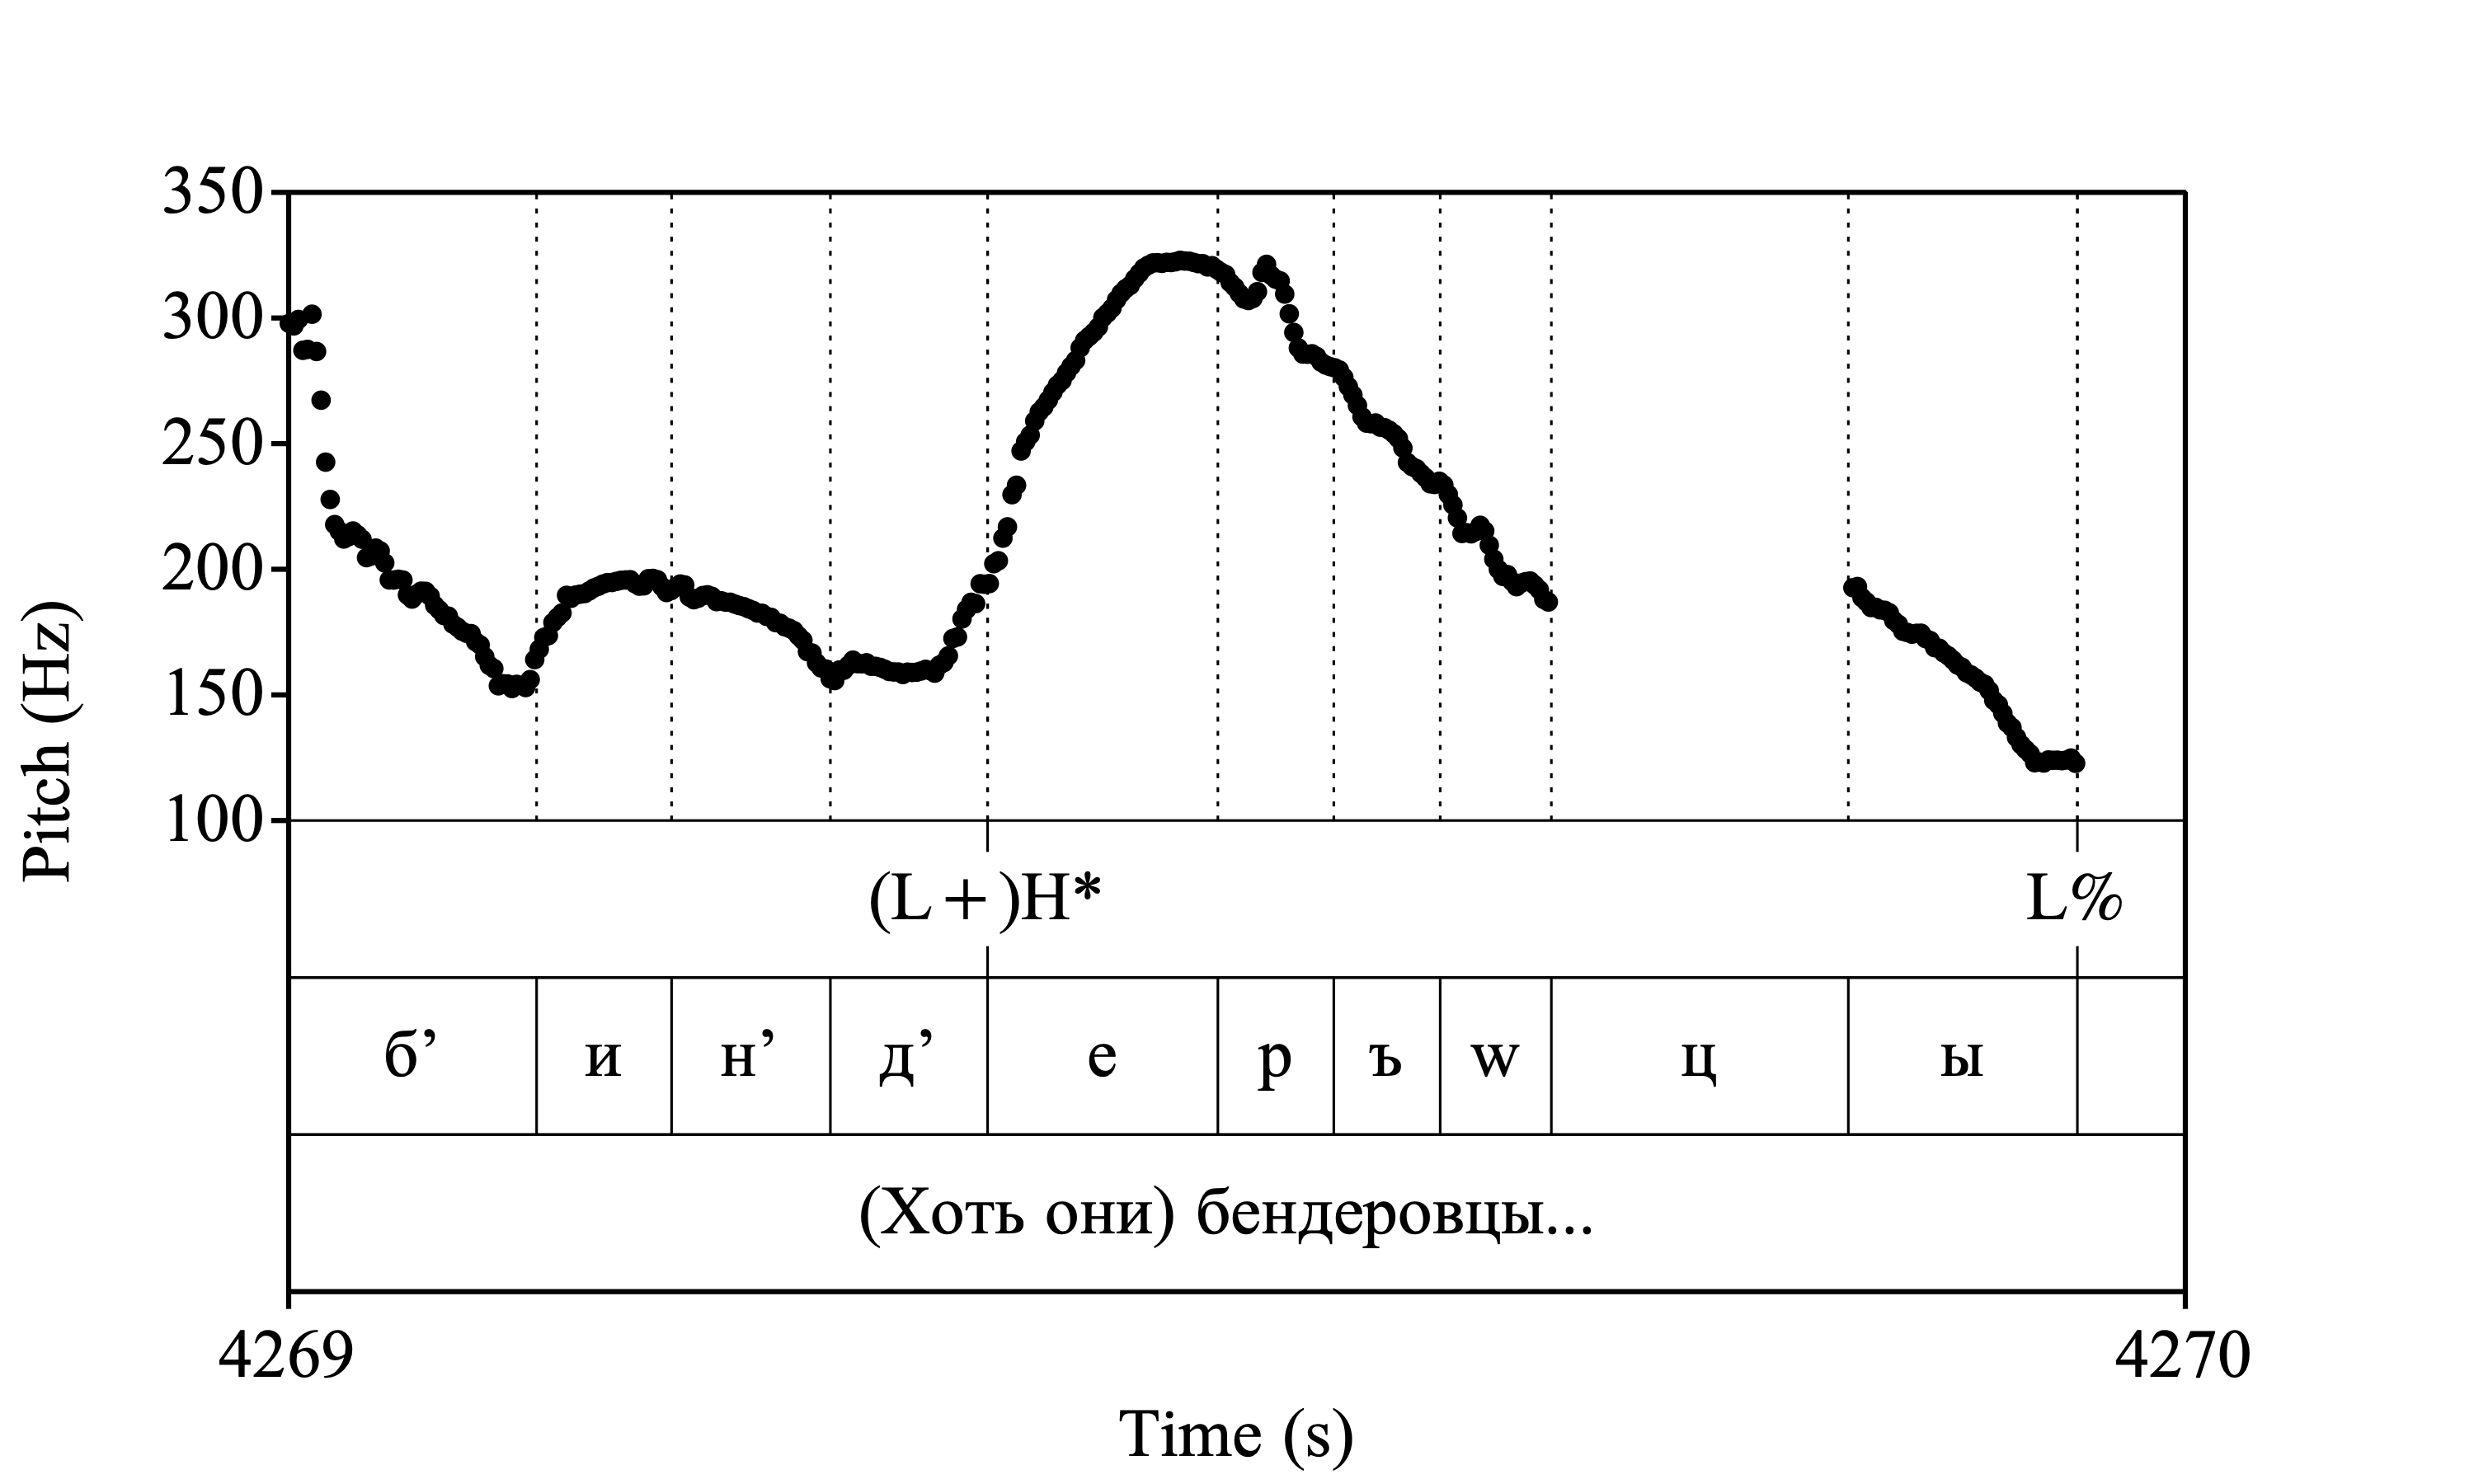 350
300
250
200
150
100
Pitch (Hz)
(L+)H* L%
б’ и н’ д’ е р ъ w ц ы
(Хоть они) бендеровцы...
4269 4270
Time (s)